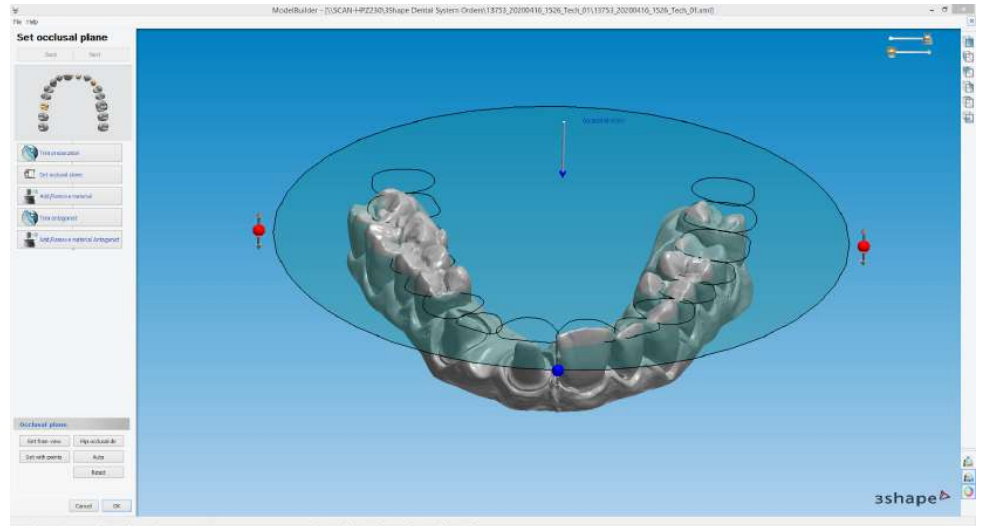 ModelBuilder - [\\SCAN-HPZ230\3Shape Dental System Orders\13753_20200416_1526_Tech_01\13753_20200416_1526_Tech_01.xml]
File Help
Set occlusal plane
Back Next
Trim preparation
Set occlusal plane
Add/Remove material
Trim antagonist
Add/Remove material Antagonist
Occlusal plane
Set from view Flip occlusal dir
Set with points Auto
Reset
Cancel OK
3shape